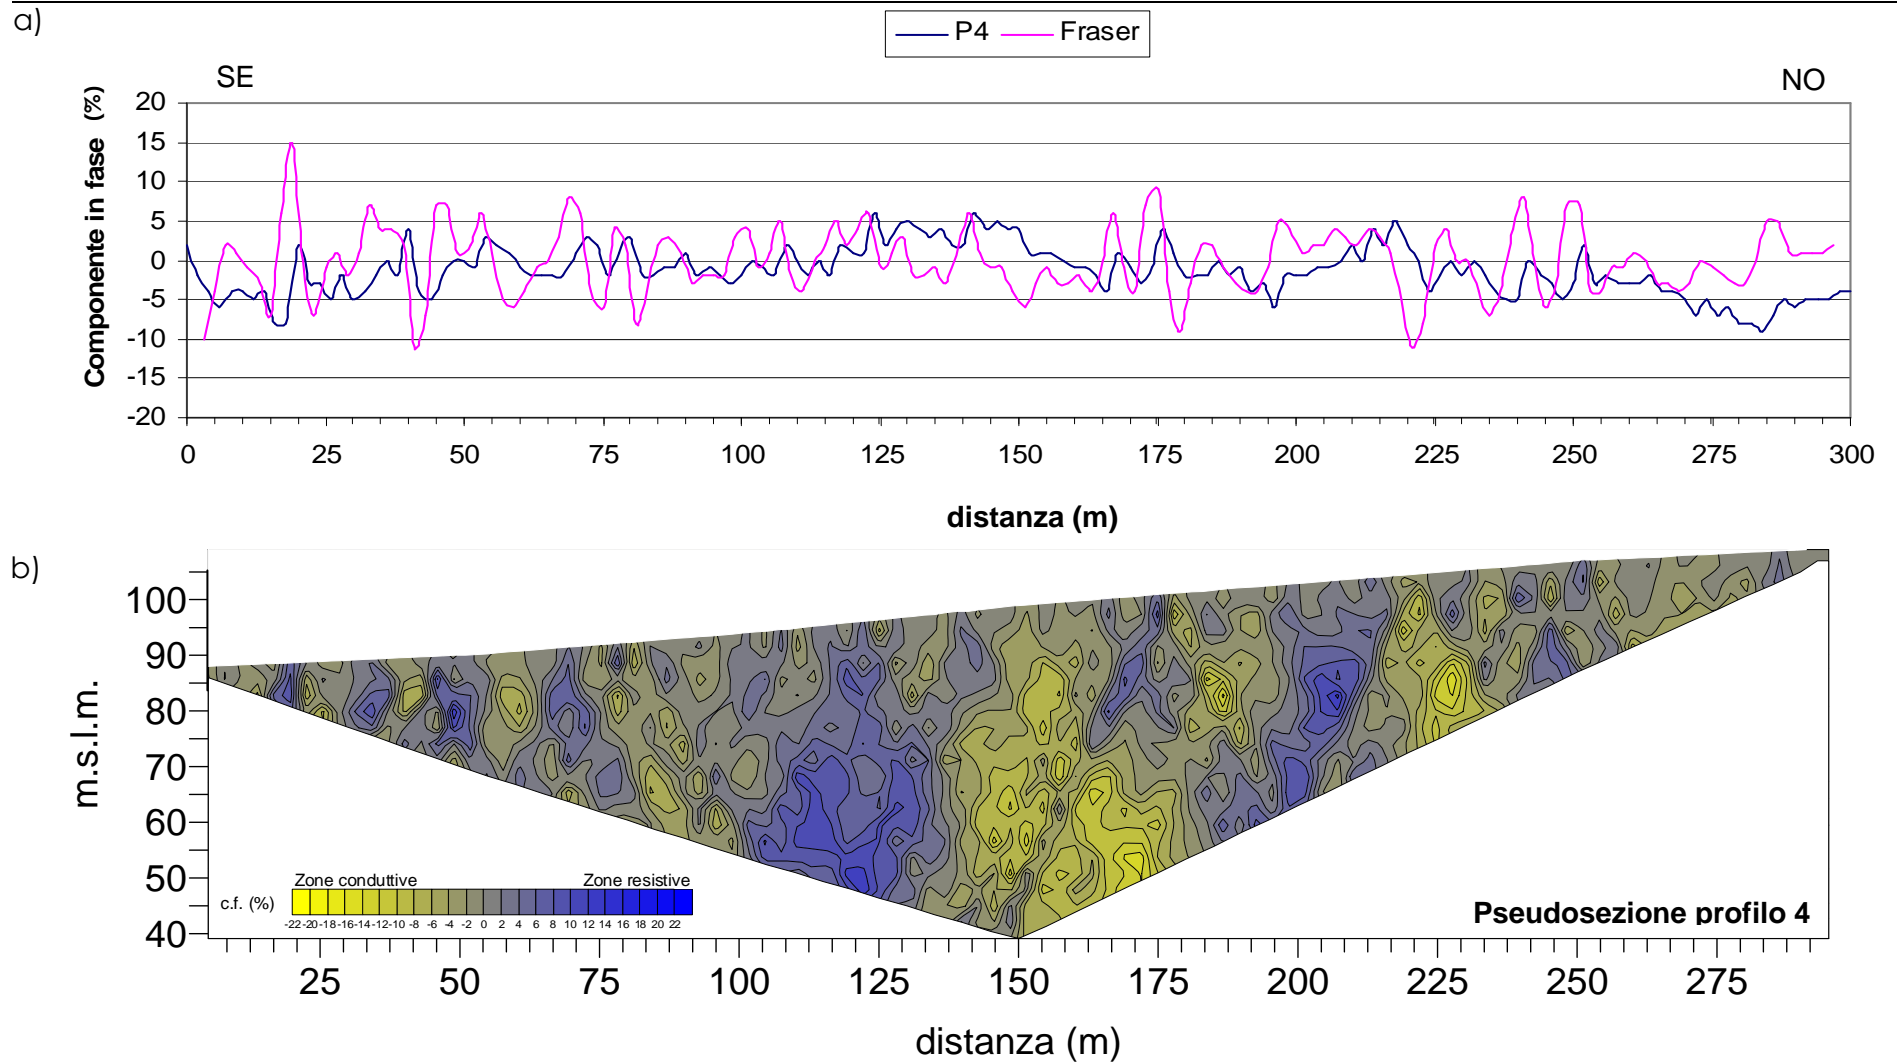 a)
P4 Fraser
SE NO
Componente in fase (%)
20
15
10
5
0
-5
-10
-15
-20
0 25 50 75 100 125 150 175 200 225 250 275 300
distanza (m)
b)
m.s.l.m.
100
90
80
70
60
50
40
Zone conduttive Zone resistive
c.f. (%)
-22 -20 -18 -16 -14 -12 -10 -8 -6 -4 -2 0 2 4 6 8 10 12 14 16 18 20 22
Pseudosezione profilo 4
25 50 75 100 125 150 175 200 225 250 275
distanza (m)